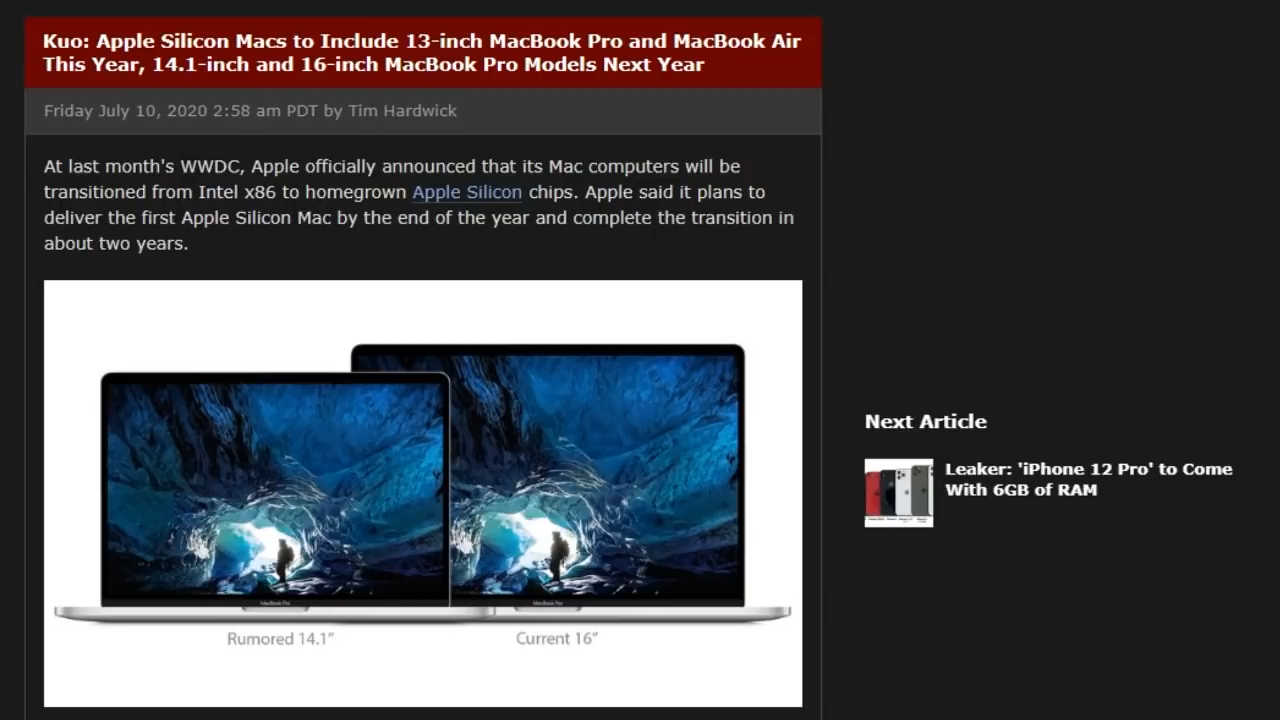 Kuo: Apple Silicon Macs to Include 13-inch MacBook Pro and MacBook Air
This Year, 14.1-inch and 16-inch MacBook Pro Models Next Year
Friday July 10, 2020 2:58 am PDT by Tim Hardwick
At last month's WWDC, Apple officially announced that its Mac computers will be
transitioned from Intel x86 to homegrown Apple Silicon chips. Apple said it plans to
deliver the first Apple Silicon Mac by the end of the year and complete the transition in
about two years.
MacBook Pro
MacBook Pro
Rumored 14.1″
Current 16″
Next Article
Leaker: 'iPhone 12 Pro' to Come
With 6GB of RAM